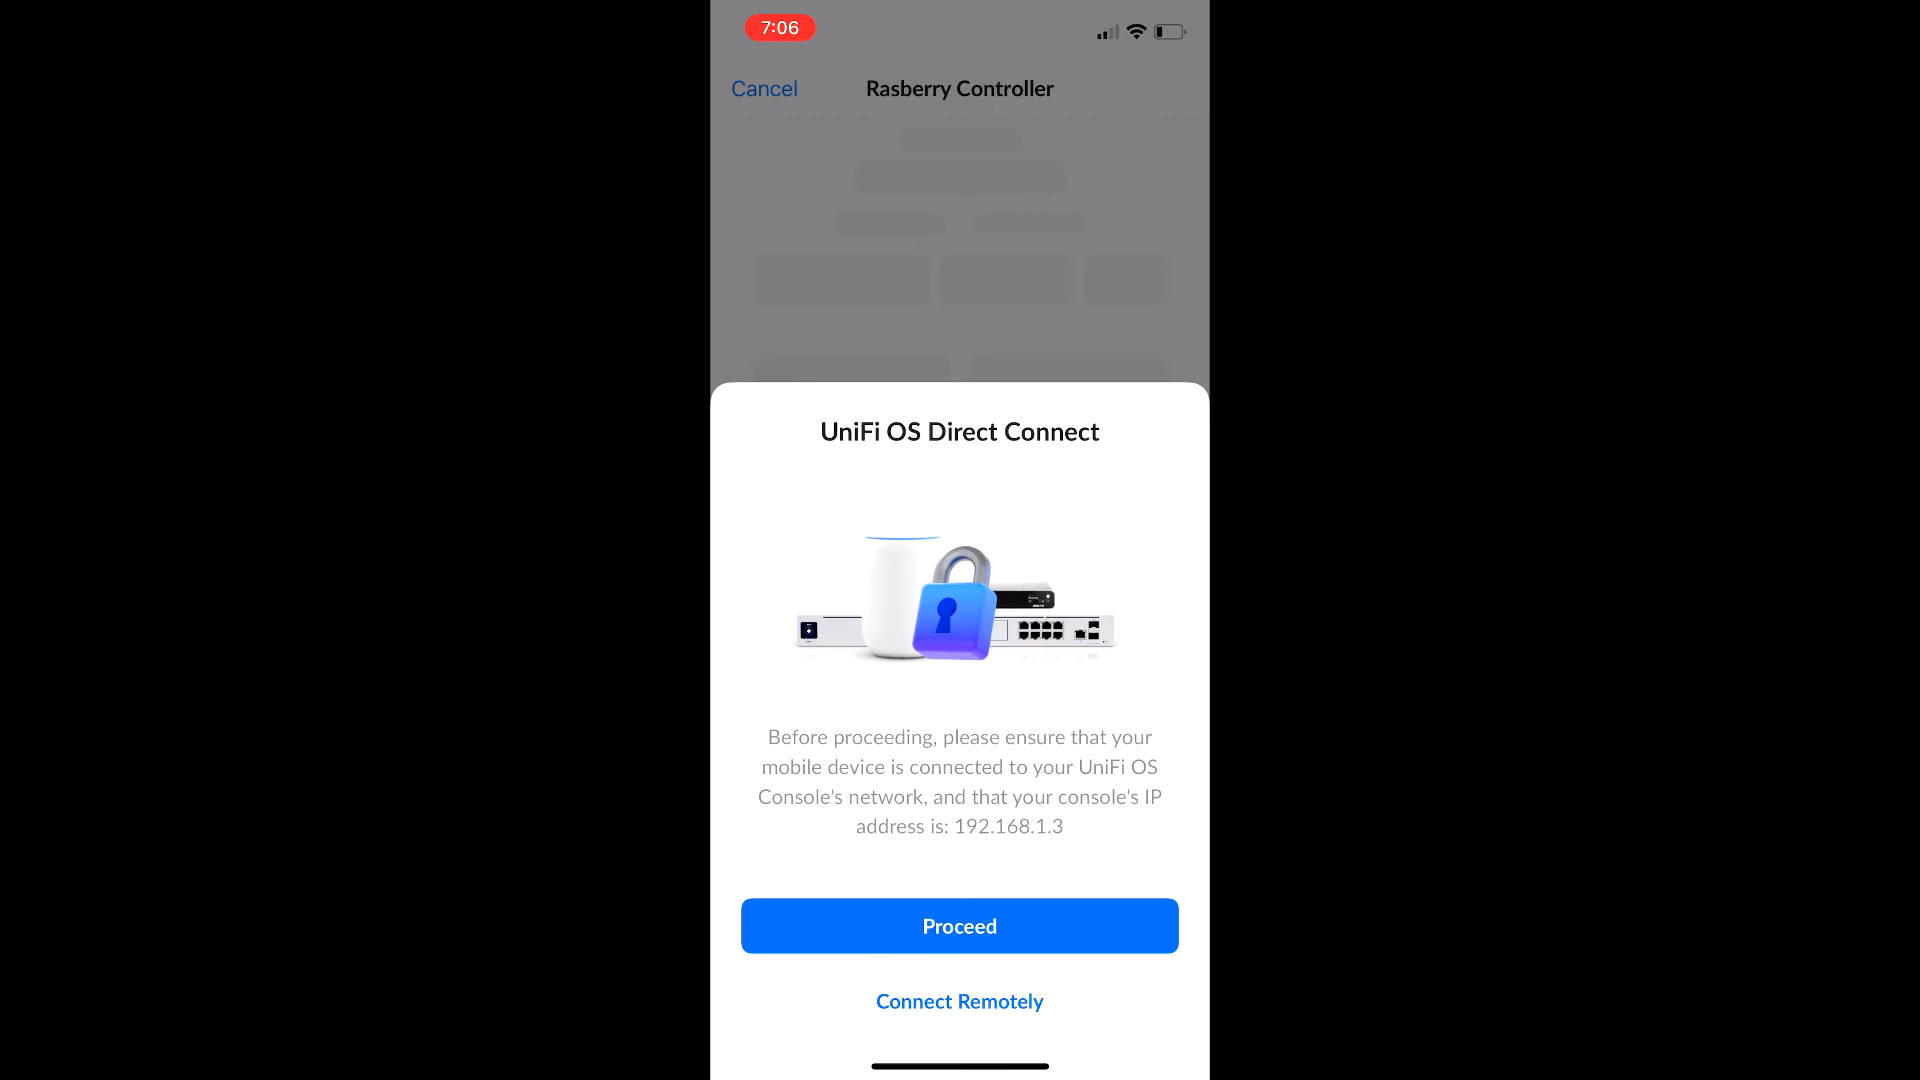 7:06
Cancel
Rasberry Controller
UniFi OS Direct Connect
Before proceeding, please ensure that your
mobile device is connected to your UniFi OS
Console's network, and that your console's IP
address is: 192.168.1.3
Proceed
Connect Remotely